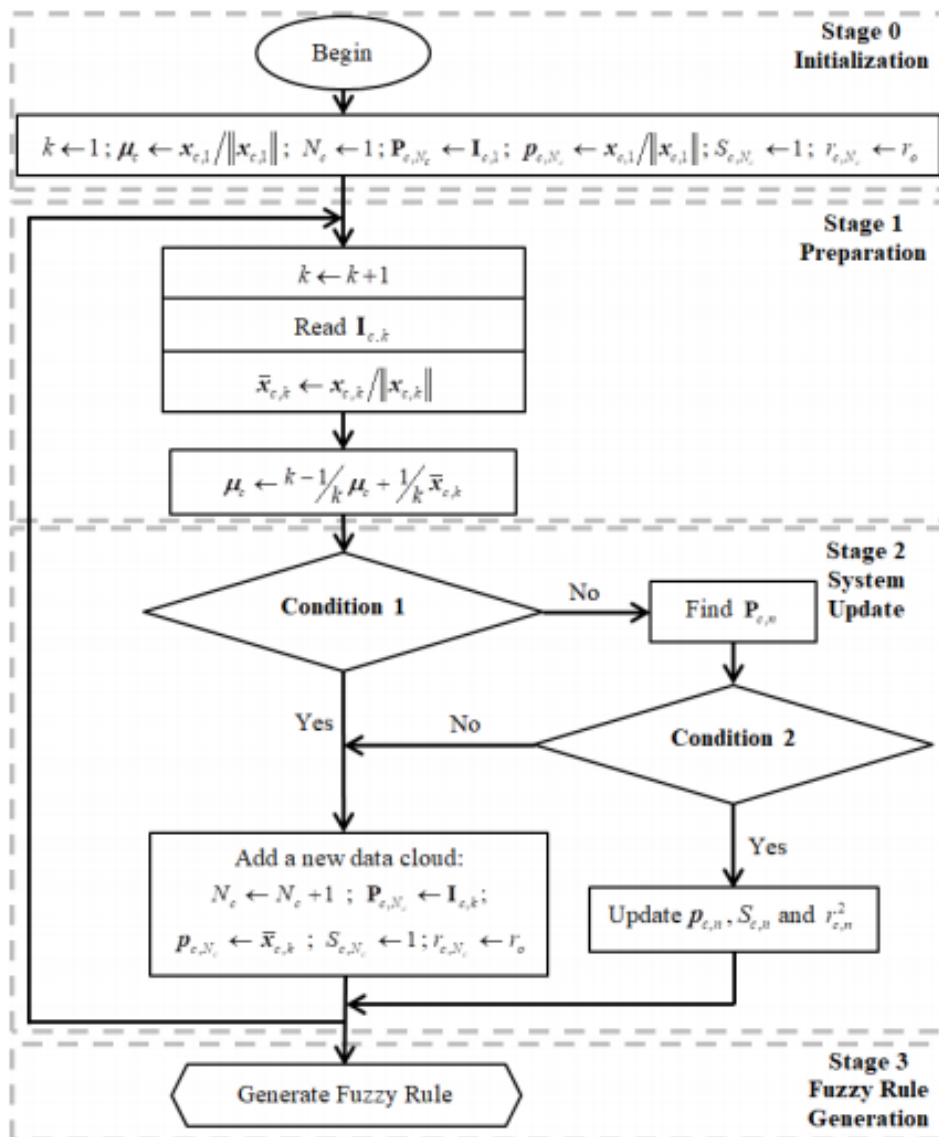 Stage 0
Initialization
Begin
k ← 1 ; μ_c ← x_{c,1}/‖x_{c,1}‖ ; N_c ← 1 ; P_{c,N_c} ← I_{c,1} ; p_{c,N_c} ← x_{c,1}/‖x_{c,1}‖ ; S_{c,N_c} ← 1 ; r_{c,N_c} ← r_o
Stage 1
Preparation
k ← k+1
Read I_{c,k}
x̄_{c,k} ← x_{c,k}/‖x_{c,k}‖
μ_c ← k−1/k μ_c + 1/k x̄_{c,k}
Stage 2
System
Update
Condition 1
No
Find P_{c,n}
Yes
No
Condition 2
Yes
Add a new data cloud:
N_c ← N_c +1 ; P_{c,N_c} ← I_{c,k};
p_{c,N_c} ← x̄_{c,k} ; S_{c,N_c} ← 1 ; r_{c,N_c} ← r_o
Update p_{c,n}, S_{c,n} and r²_{c,n}
Stage 3
Fuzzy Rule
Generation
Generate Fuzzy Rule